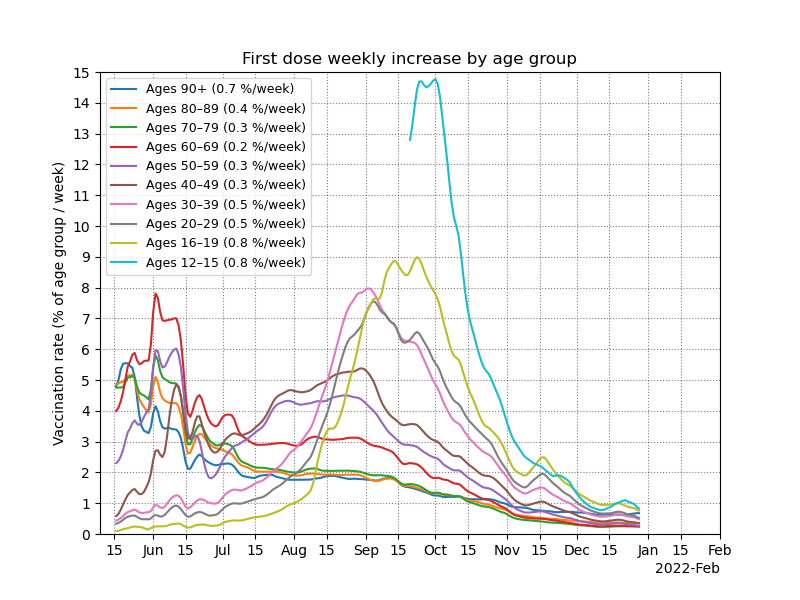 First dose weekly increase by age group
Vaccination rate (% of age group / week)
15
14
13
12
11
10
9
8
7
6
5
4
3
2
1
0
Ages 90+ (0.7 %/week)
Ages 80–89 (0.4 %/week)
Ages 70–79 (0.3 %/week)
Ages 60–69 (0.2 %/week)
Ages 50–59 (0.3 %/week)
Ages 40–49 (0.3 %/week)
Ages 30–39 (0.5 %/week)
Ages 20–29 (0.5 %/week)
Ages 16–19 (0.8 %/week)
Ages 12–15 (0.8 %/week)
15 Jun 15 Jul 15 Aug 15 Sep 15 Oct 15 Nov 15 Dec 15 Jan 15 Feb
2022-Feb